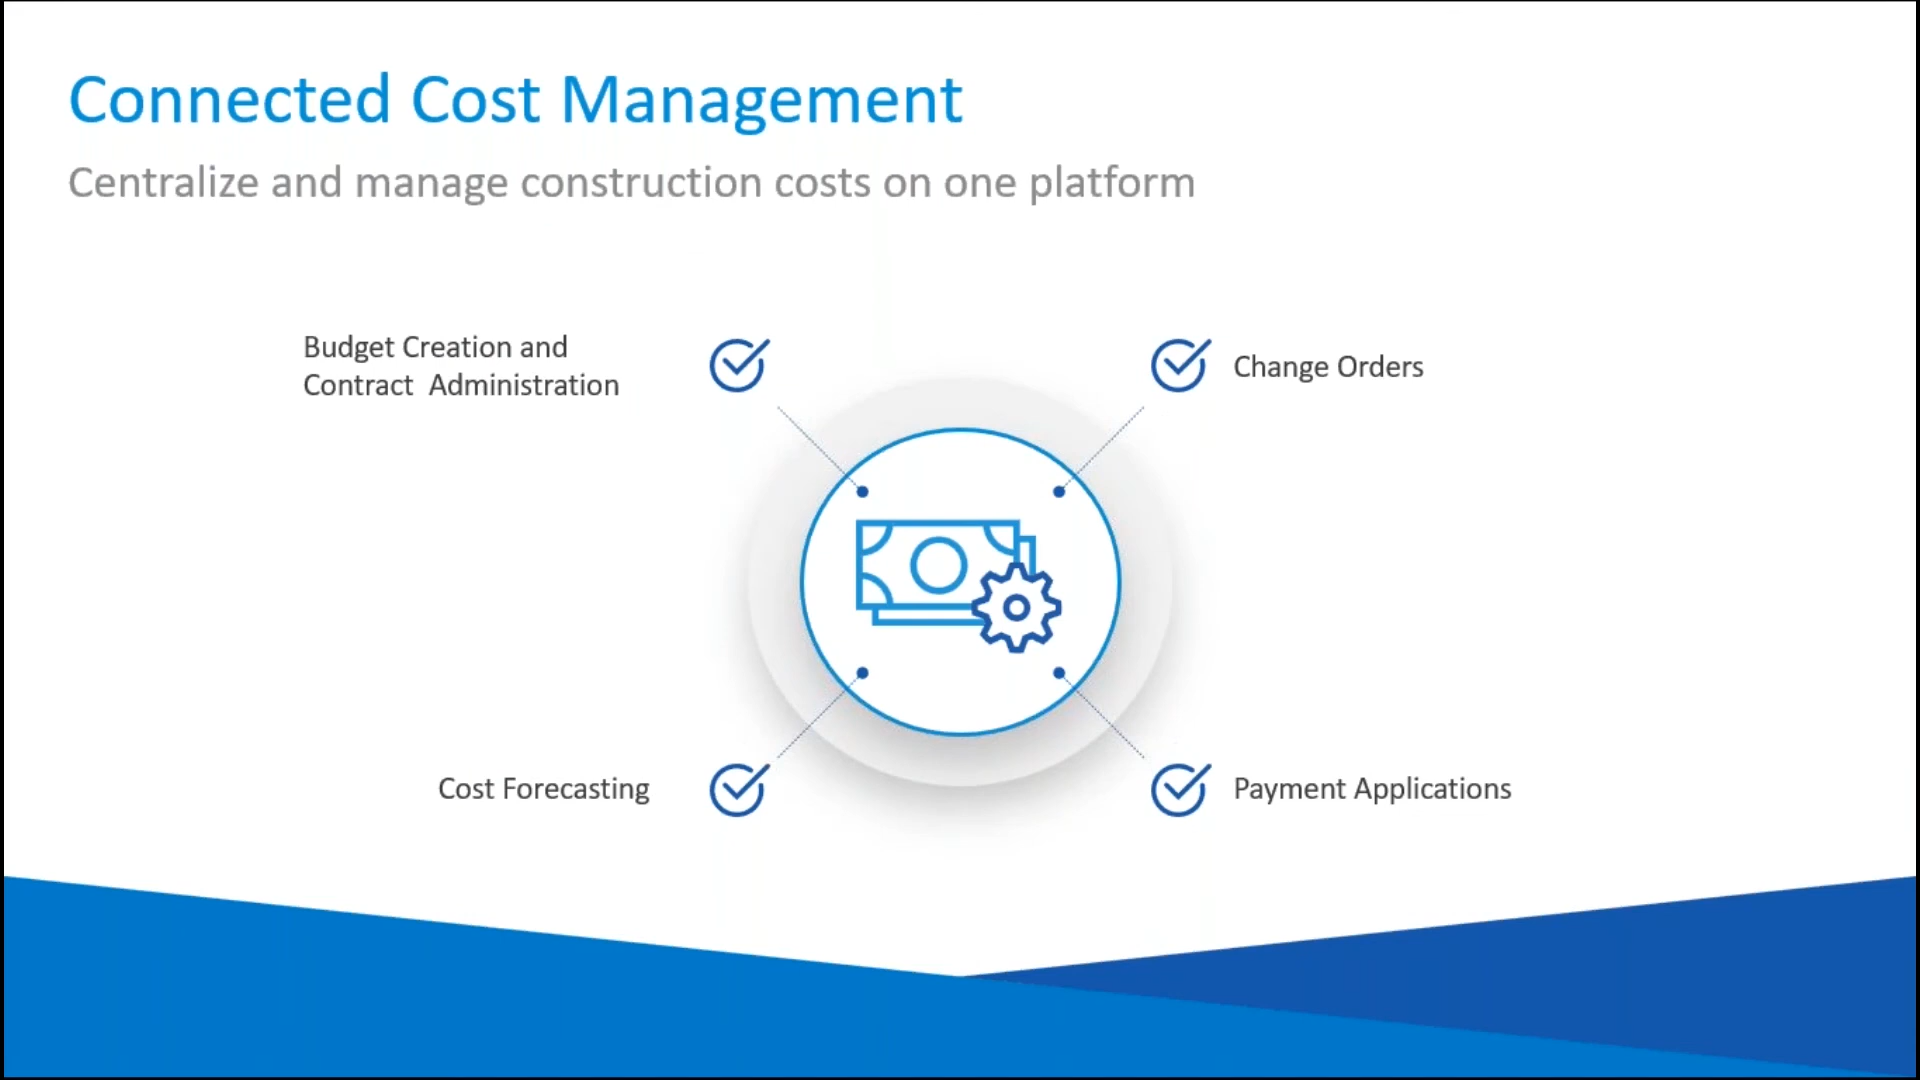 Connected Cost Management
Centralize and manage construction costs on one platform
Budget Creation and
Contract  Administration
Change Orders
Cost Forecasting
Payment Applications